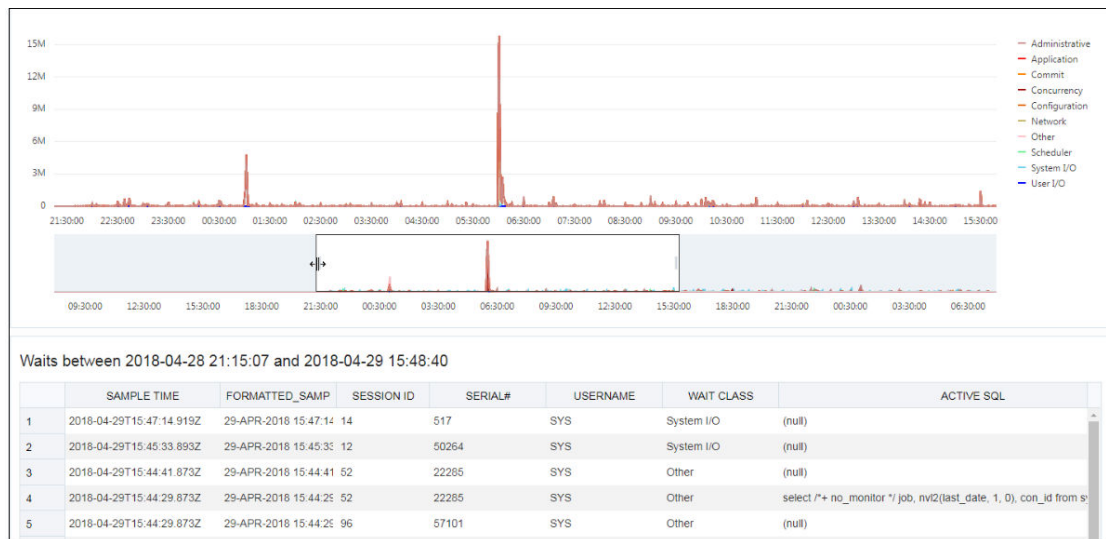 15M
12M
9M
6M
3M
0
21:30:00 22:30:00 23:30:00 00:30:00 01:30:00 02:30:00 03:30:00 04:30:00 05:30:00 06:30:00 07:30:00 08:30:00 09:30:00 10:30:00 11:30:00 12:30:00 13:30:00 14:30:00 15:30:00
Administrative
Application
Commit
Concurrency
Configuration
Network
Other
Scheduler
System I/O
User I/O
09:30:00 12:30:00 15:30:00 18:30:00 21:30:00 00:30:00 03:30:00 06:30:00 09:30:00 12:30:00 15:30:00 18:30:00 21:30:00 00:30:00 03:30:00 06:30:00
Waits between 2018-04-28 21:15:07 and 2018-04-29 15:48:40
SAMPLE TIME FORMATTED_SAMP SESSION ID SERIAL# USERNAME WAIT CLASS ACTIVE SQL
1 2018-04-29T15:47:14.919Z 29-APR-2018 15:47:14 14 517 SYS System I/O (null)
2 2018-04-29T15:45:33.893Z 29-APR-2018 15:45:33 12 50264 SYS System I/O (null)
3 2018-04-29T15:44:41.873Z 29-APR-2018 15:44:41 52 22285 SYS Other (null)
4 2018-04-29T15:44:29.873Z 29-APR-2018 15:44:29 52 22285 SYS Other select /*+ no_monitor */ job, nvl2(last_date, 1, 0), con_id from sy
5 2018-04-29T15:44:29.873Z 29-APR-2018 15:44:29 96 57101 SYS Other (null)